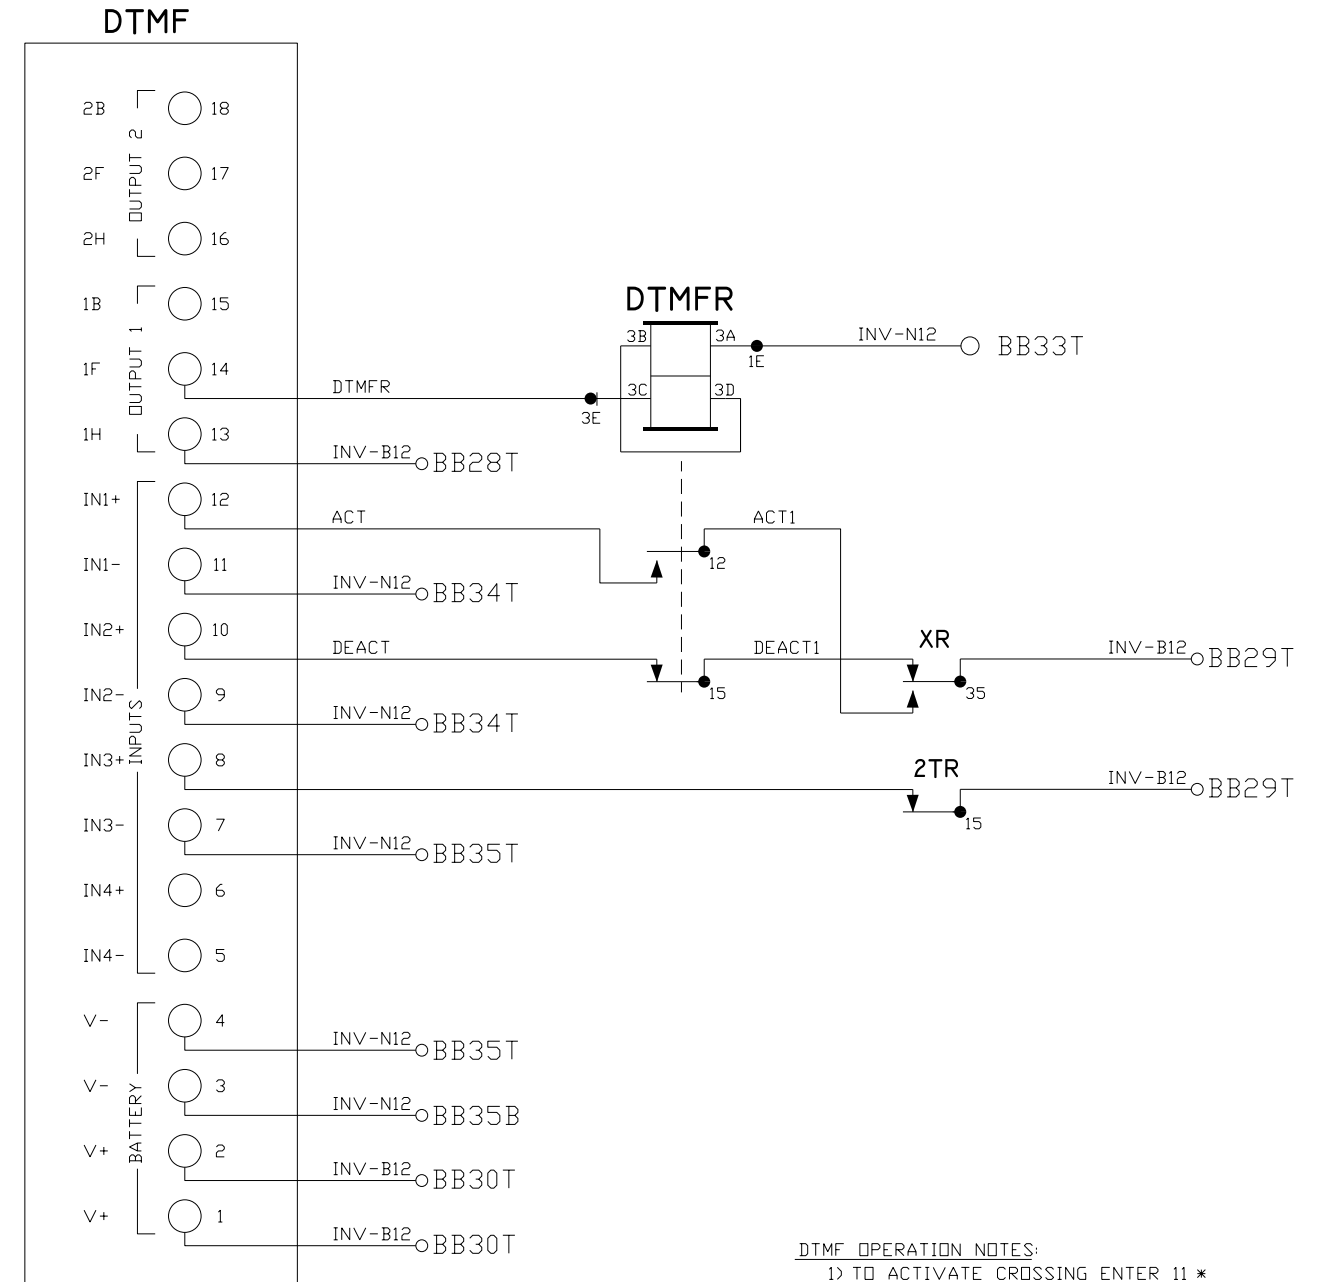 DTMF
2B 18
2F 17
2H 16
OUTPUT 2
1B 15
1F 14
1H 13
OUTPUT 1
DTMFR
INV-B12 BB28T
DTMFR
3B 3A
3C 3D
3E
1E
INV-N12 BB33T
IN1+ 12
ACT
ACT1
12
IN1- 11
INV-N12 BB34T
IN2+ 10
DEACT
DEACT1
15
XR
35
INV-B12 BB29T
IN2- 9
INV-N12 BB34T
INPUTS
IN3+ 8
2TR
15
INV-B12 BB29T
IN3- 7
INV-N12 BB35T
IN4+ 6
IN4- 5
V- 4
INV-N12 BB35T
V- 3
INV-N12 BB35B
BATTERY
V+ 2
INV-B12 BB30T
V+ 1
INV-B12 BB30T
DTMF OPERATION NOTES:
1) TO ACTIVATE CROSSING ENTER 11 *